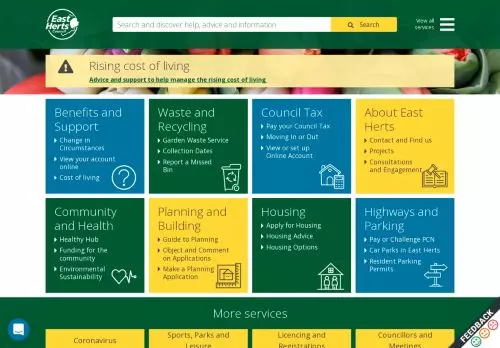 East
Herts
Council
Search and discover help, advice and information
Search
View all
services
Rising cost of living
Advice and support to help manage the rising cost of living
Benefits and
Support
Change in
Circumstances
View your account
online
Cost of living
Waste and
Recycling
Garden Waste Service
Collection Dates
Report a Missed
Bin
Council Tax
Pay your Council Tax
Moving In or Out
View or set up
Online Account
About East
Herts
Contact and Find us
Projects
Consultations
and Engagement
Community
and Health
Healthy Hub
Funding for the
community
Environmental
Sustainability
Planning and
Building
Guide to Planning
Object and Comment
on Applications
Make a Planning
Application
Housing
Apply for Housing
Housing Advice
Housing Options
Highways and
Parking
Pay or Challenge PCN
Car Parks in East Herts
Resident Parking
Permits
More services
Coronavirus
Sports, Parks and
Leisure
Licencing and
Registrations
Councillors and
Meetings
FEEDBACK